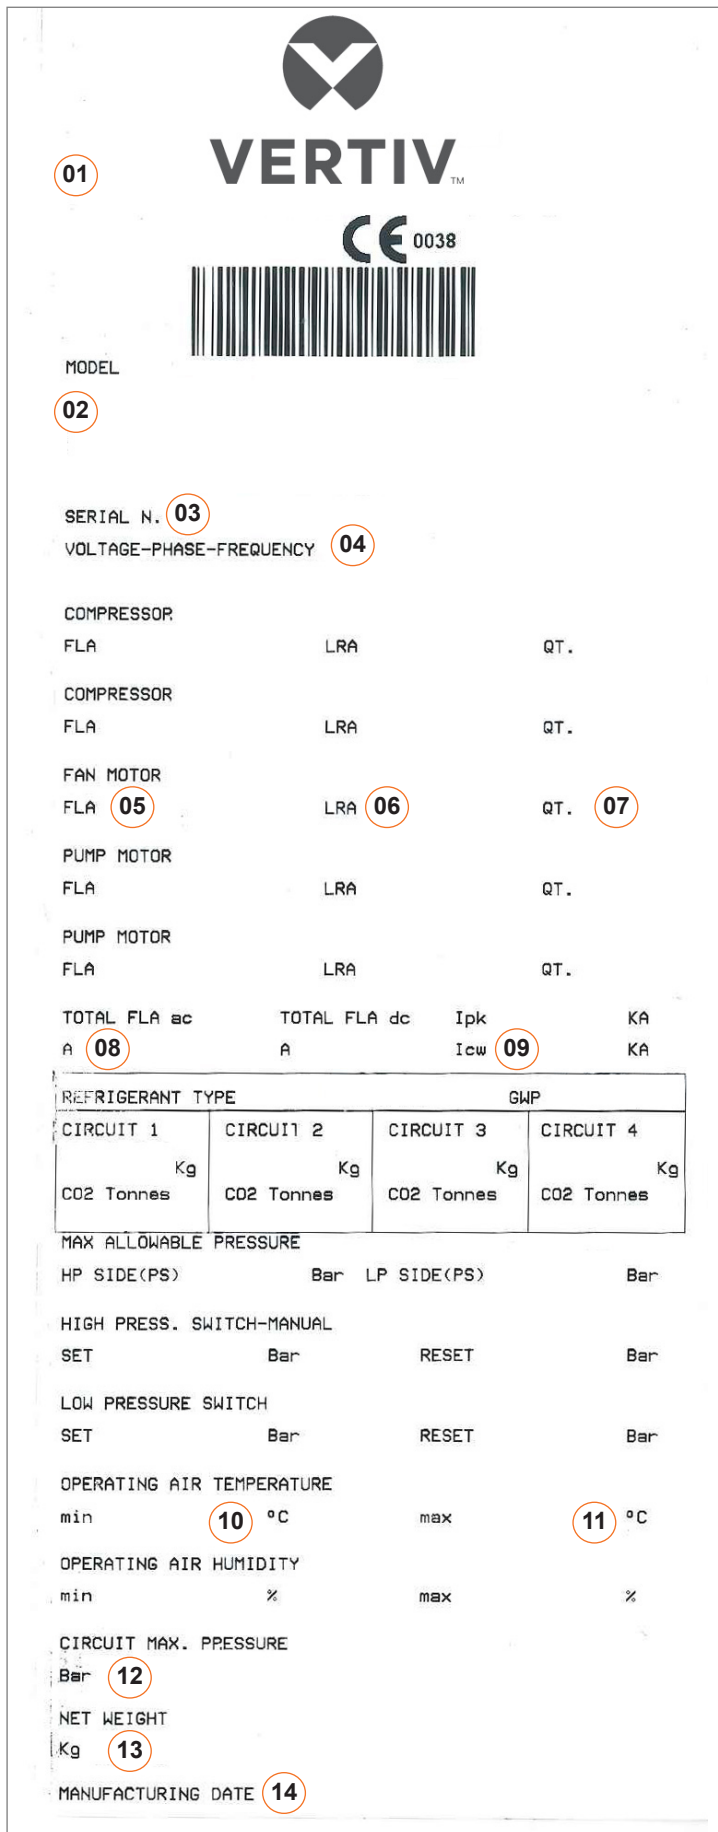 VERTIV™
01
CE 0038
MODEL
02
SERIAL N. 03
VOLTAGE-PHASE-FREQUENCY 04
COMPRESSOR
FLA LRA QT.
COMPRESSOR
FLA LRA QT.
FAN MOTOR
FLA 05 LRA 06 QT. 07
PUMP MOTOR
FLA LRA QT.
PUMP MOTOR
FLA LRA QT.
TOTAL FLA ac TOTAL FLA dc Ipk KA
A 08 A Icw 09 KA
REFRIGERANT TYPE GWP
CIRCUIT 1 CIRCUIT 2 CIRCUIT 3 CIRCUIT 4
Kg Kg Kg Kg
CO2 Tonnes CO2 Tonnes CO2 Tonnes CO2 Tonnes
MAX ALLOWABLE PRESSURE
HP SIDE(PS) Bar LP SIDE(PS) Bar
HIGH PRESS. SWITCH-MANUAL
SET Bar RESET Bar
LOW PRESSURE SWITCH
SET Bar RESET Bar
OPERATING AIR TEMPERATURE
min 10 °C max 11 °C
OPERATING AIR HUMIDITY
min % max %
CIRCUIT MAX. PRESSURE
Bar 12
NET WEIGHT
Kg 13
MANUFACTURING DATE 14